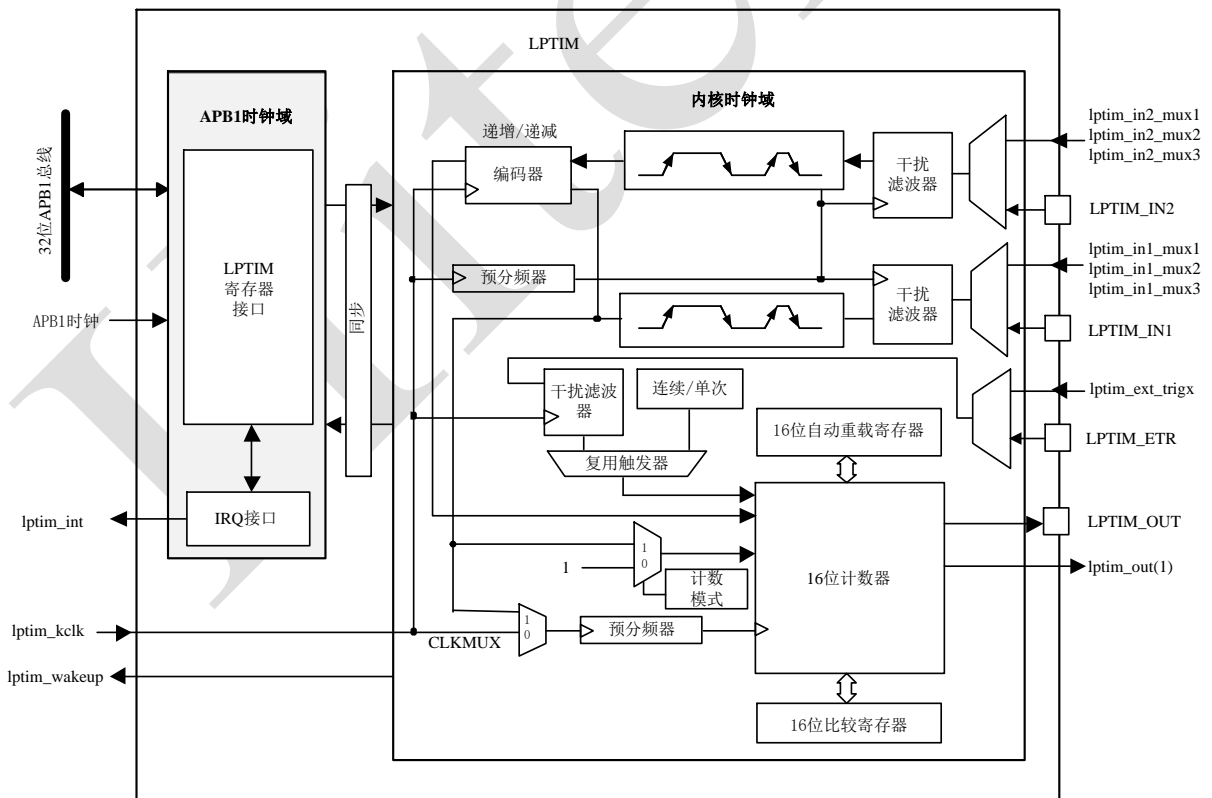 LPTIM
APB1时钟域
内核时钟域
32位APB1总线
APB1时钟
LPTIM
寄存器
接口
IRQ接口
同步
lptim_int
lptim_kclk
lptim_wakeup
递增/递减
编码器
干扰
滤波器
lptim_in2_mux1
lptim_in2_mux2
lptim_in2_mux3
LPTIM_IN2
预分频器
干扰
滤波器
lptim_in1_mux1
lptim_in1_mux2
lptim_in1_mux3
LPTIM_IN1
干扰滤波
器
连续/单次
复用触发器
16位自动重载寄存器
lptim_ext_trigx
LPTIM_ETR
1
1
0
计数
模式
16位计数器
LPTIM_OUT
lptim_out(1)
CLKMUX
1
0
预分频器
16位比较寄存器